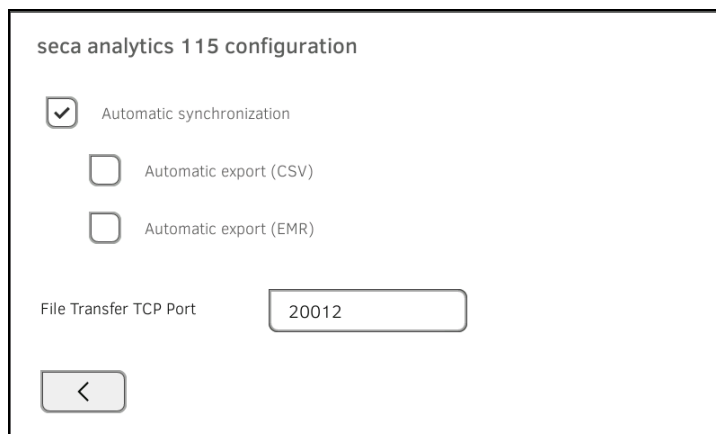 seca analytics 115 configuration
Automatic synchronization
Automatic export (CSV)
Automatic export (EMR)
File Transfer TCP Port 20012